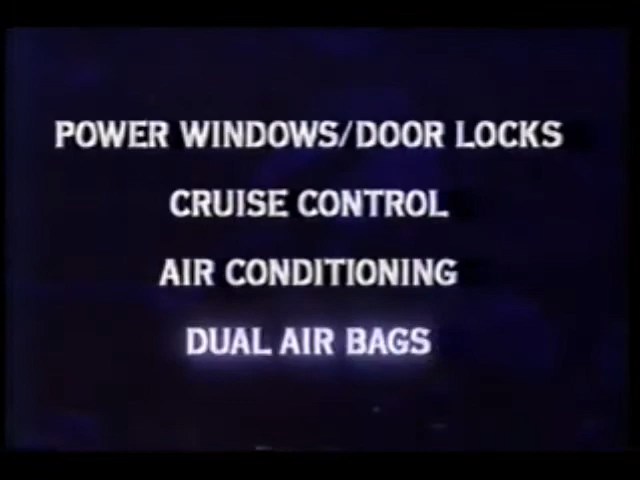 POWER WINDOWS/DOOR LOCKS
CRUISE CONTROL
AIR CONDITIONING
DUAL AIR BAGS